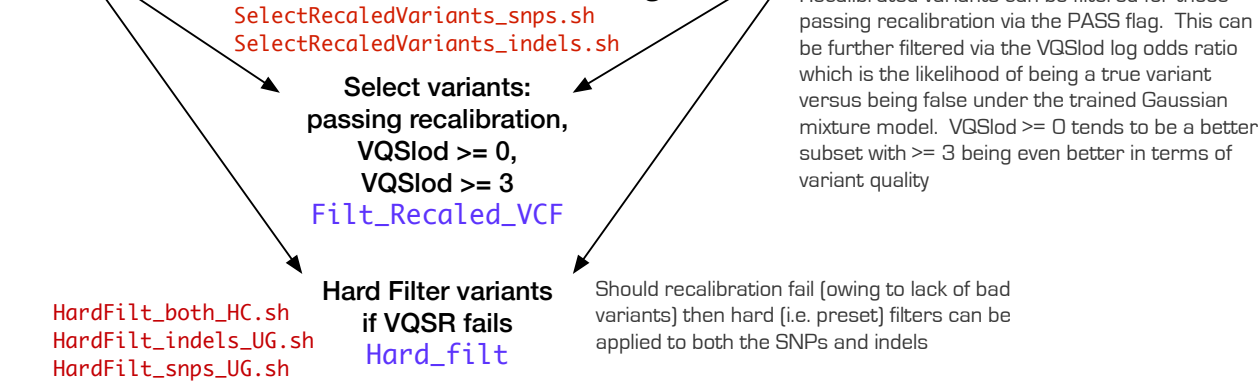 SelectRecaledVariants_snps.sh
SelectRecaledVariants_indels.sh
Select variants:
passing recalibration,
VQSlod >= 0,
VQSlod >= 3
Filt_Recaled_VCF
passing recalibration via the PASS flag. This can
be further filtered via the VQSlod log odds ratio
which is the likelihood of being a true variant
versus being false under the trained Gaussian
mixture model. VQSlod >= 0 tends to be a better
subset with >= 3 being even better in terms of
variant quality
HardFilt_both_HC.sh
HardFilt_indels_UG.sh
HardFilt_snps_UG.sh
Hard Filter variants
if VQSR fails
Hard_filt
Should recalibration fail (owing to lack of bad
variants) then hard (i.e. preset) filters can be
applied to both the SNPs and indels